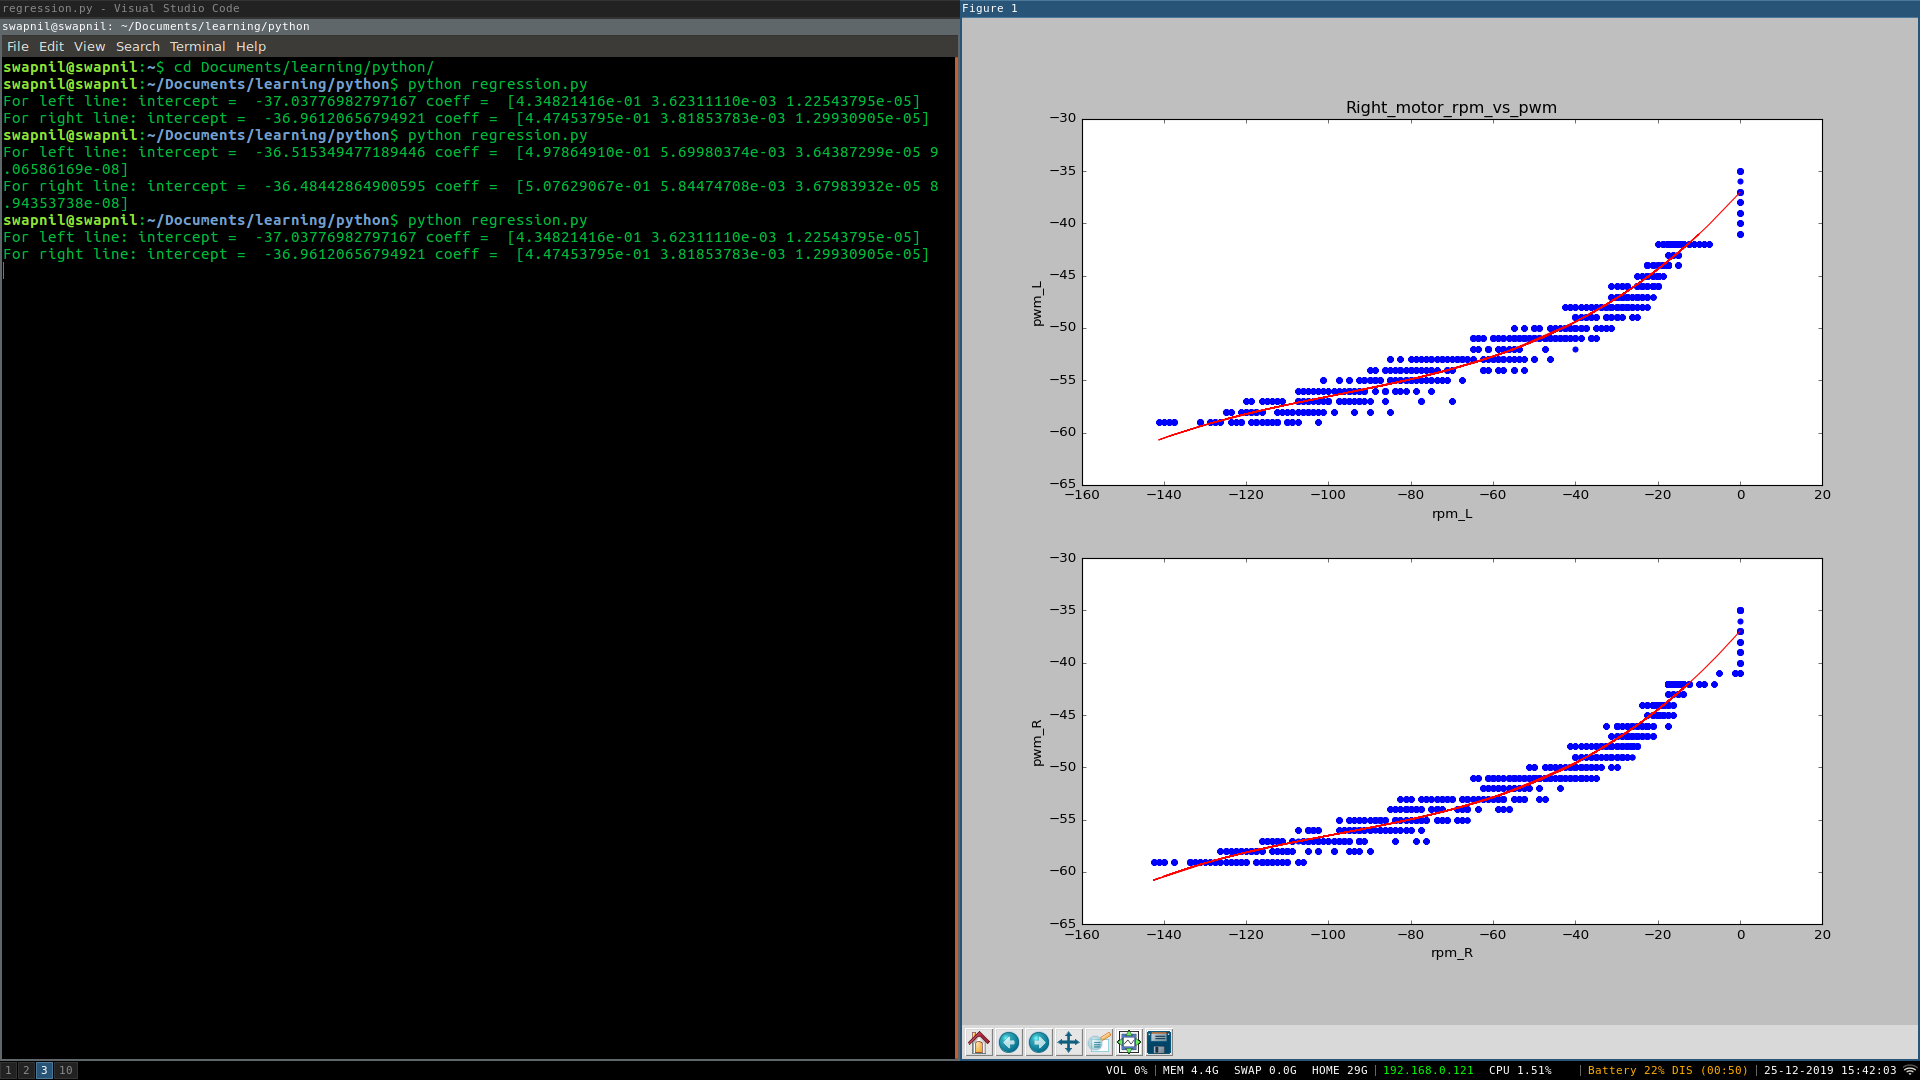 regression.py - Visual Studio Code
swapnil@swapnil: ~/Documents/learning/python
File Edit View Search Terminal Help
swapnil@swapnil:~$ cd Documents/learning/python/
swapnil@swapnil:~/Documents/learning/python$ python regression.py
For left line: intercept =  -37.03776982797167 coeff =  [4.34821416e-01 3.62311110e-03 1.22543795e-05]
For right line: intercept =  -36.96120656794921 coeff =  [4.47453795e-01 3.81853783e-03 1.29930905e-05]
swapnil@swapnil:~/Documents/learning/python$ python regression.py
For left line: intercept =  -36.515349477189446 coeff =  [4.97864910e-01 5.69980374e-03 3.64387299e-05 9
.06586169e-08]
For right line: intercept =  -36.48442864900595 coeff =  [5.07629067e-01 5.84474708e-03 3.67983932e-05 8
.94353738e-08]
swapnil@swapnil:~/Documents/learning/python$ python regression.py
For left line: intercept =  -37.03776982797167 coeff =  [4.34821416e-01 3.62311110e-03 1.22543795e-05]
For right line: intercept =  -36.96120656794921 coeff =  [4.47453795e-01 3.81853783e-03 1.29930905e-05]
Figure 1
Right_motor_rpm_vs_pwm
−30
−35
−40
−45
−50
−55
−60
−65
pwm_L
−160 −140 −120 −100 −80 −60 −40 −20 0 20
rpm_L
−30
−35
−40
−45
−50
−55
−60
−65
pwm_R
−160 −140 −120 −100 −80 −60 −40 −20 0 20
rpm_R
1 2 3 10
VOL 0% | MEM 4.4G SWAP 0.0G HOME 29G | 192.168.0.121 CPU 1.51% | Battery 22% DIS (00:50) | 25-12-2019 15:42:03